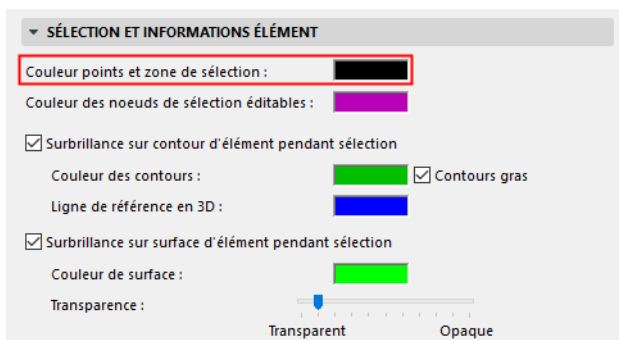 SÉLECTION ET INFORMATIONS ÉLÉMENT
Couleur points et zone de sélection :
Couleur des noeuds de sélection éditables :
Surbrillance sur contour d'élément pendant sélection
Couleur des contours : Contours gras
Ligne de référence en 3D :
Surbrillance sur surface d'élément pendant sélection
Couleur de surface :
Transparence :
Transparent Opaque